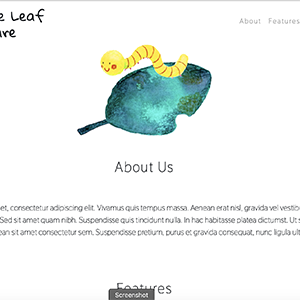 e Leaf
About Features
re
About Us
et, consectetur adipiscing elit. Vivamus quis tempus massa. Aenean erat nisl, gravida vel vestib
Sed sit amet quam nibh. Suspendisse quis tincidunt nulla. In hac habitasse platea dictumst. Ut s
ean sit amet consectetur sem. Suspendisse pretium, purus et gravida consequat, nunc ligula ult
Features
Screenshot